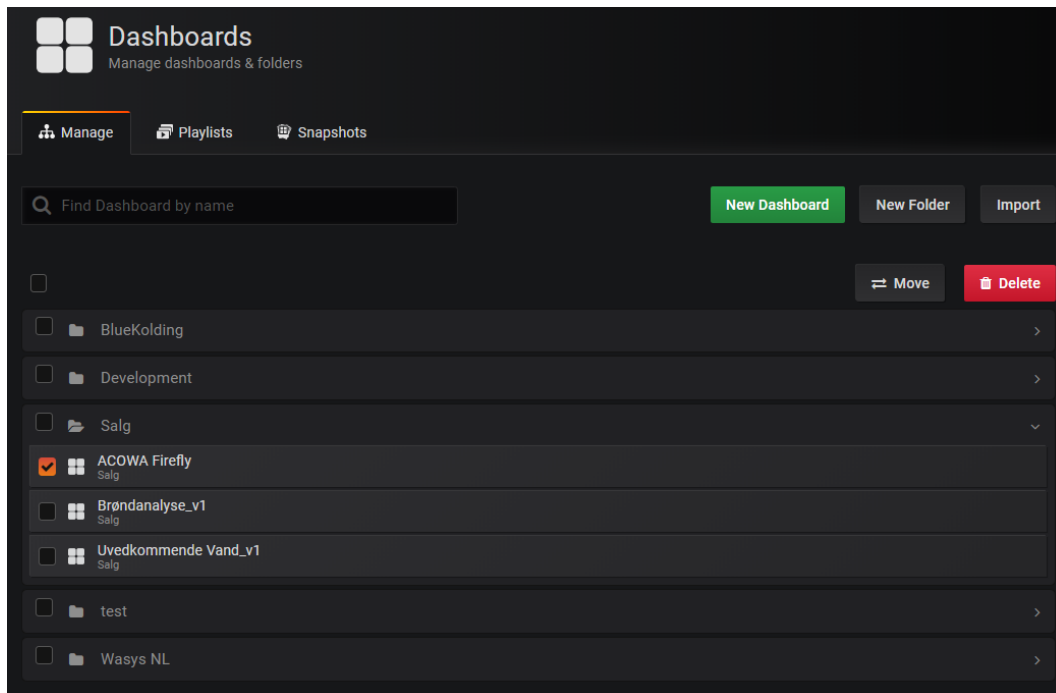 Dashboards
Manage dashboards & folders
Manage Playlists Snapshots
Find Dashboard by name New Dashboard New Folder Import
Move Delete
BlueKolding
Development
Salg
ACOWA Firefly
Salg
Brøndanalyse_v1
Salg
Uvedkommende Vand_v1
Salg
test
Wasys NL